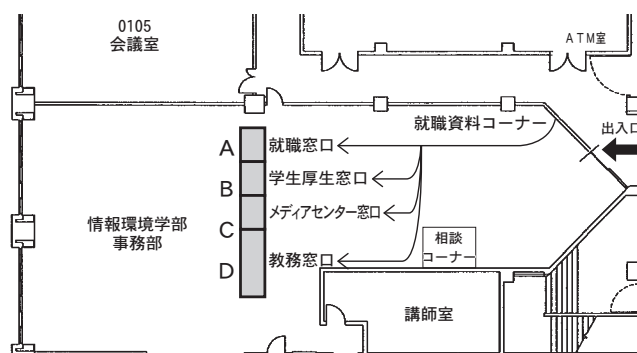 0105
会議室
ATM室
就職資料コーナー
出入口
A
就職窓口
B
学生厚生窓口
メディアセンター窓口
C
情報環境学部
事務部
D
教務窓口
相談
コーナー
講師室